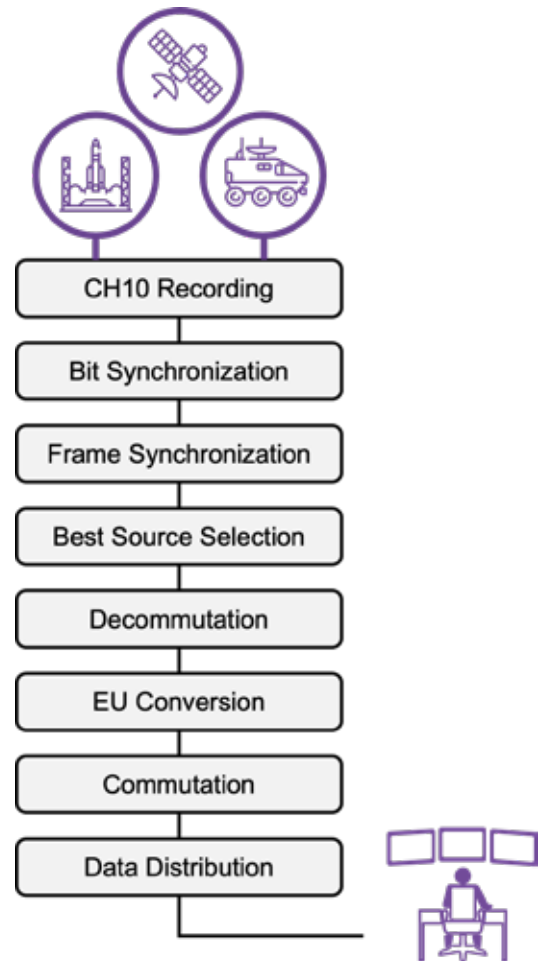 CH10 Recording
Bit Synchronization
Frame Synchronization
Best Source Selection
Decommutation
EU Conversion
Commutation
Data Distribution